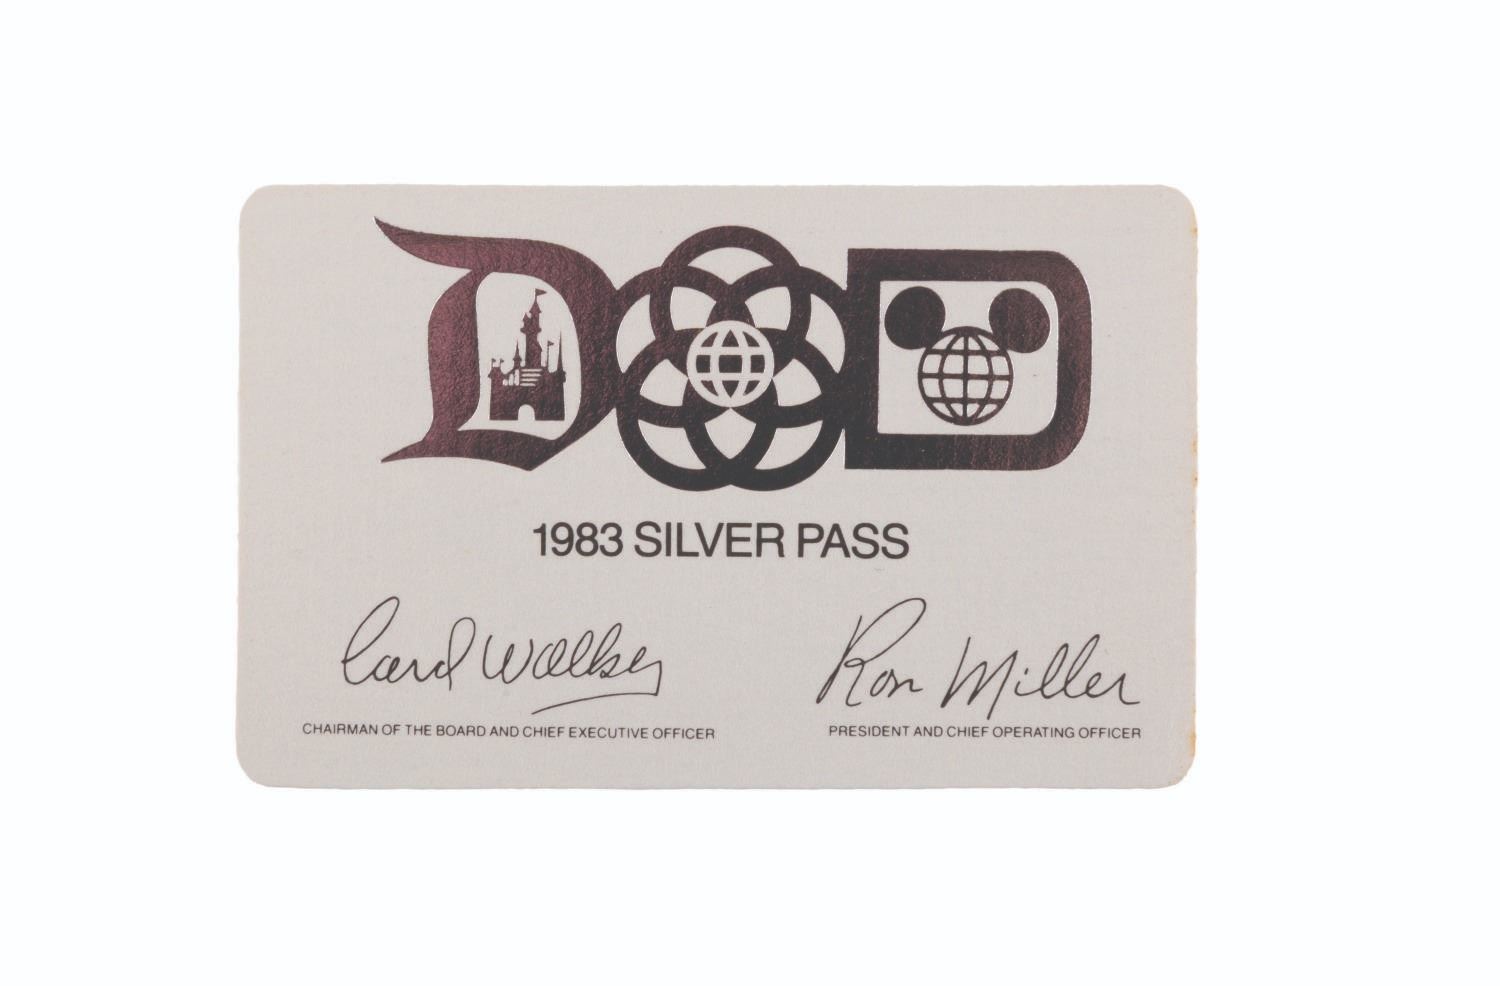 1983 SILVER PASS
Card Walker
Ron Miller
CHAIRMAN OF THE BOARD AND CHIEF EXECUTIVE OFFICER
PRESIDENT AND CHIEF OPERATING OFFICER